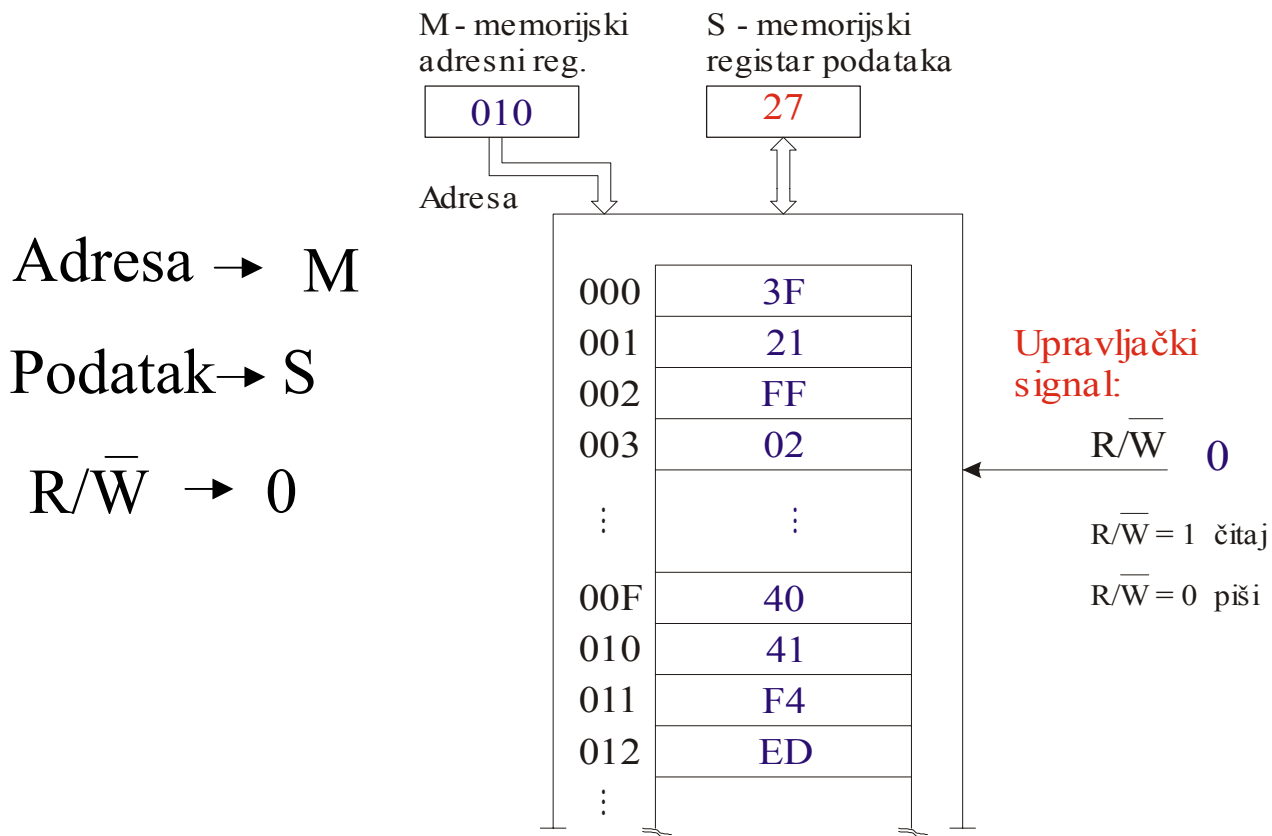 M - memorijski
adresni reg.
S - memorijski
registar podataka
010
27
Adresa
Adresa → M
Podatak → S
R/W̅ → 0
000 3F
001 21
002 FF
003 02
⋮ ⋮
00F 40
010 41
011 F4
012 ED
⋮
Upravljački
signal:
R/W̅ 0
R/W̅ = 1 čitaj
R/W̅ = 0 piši